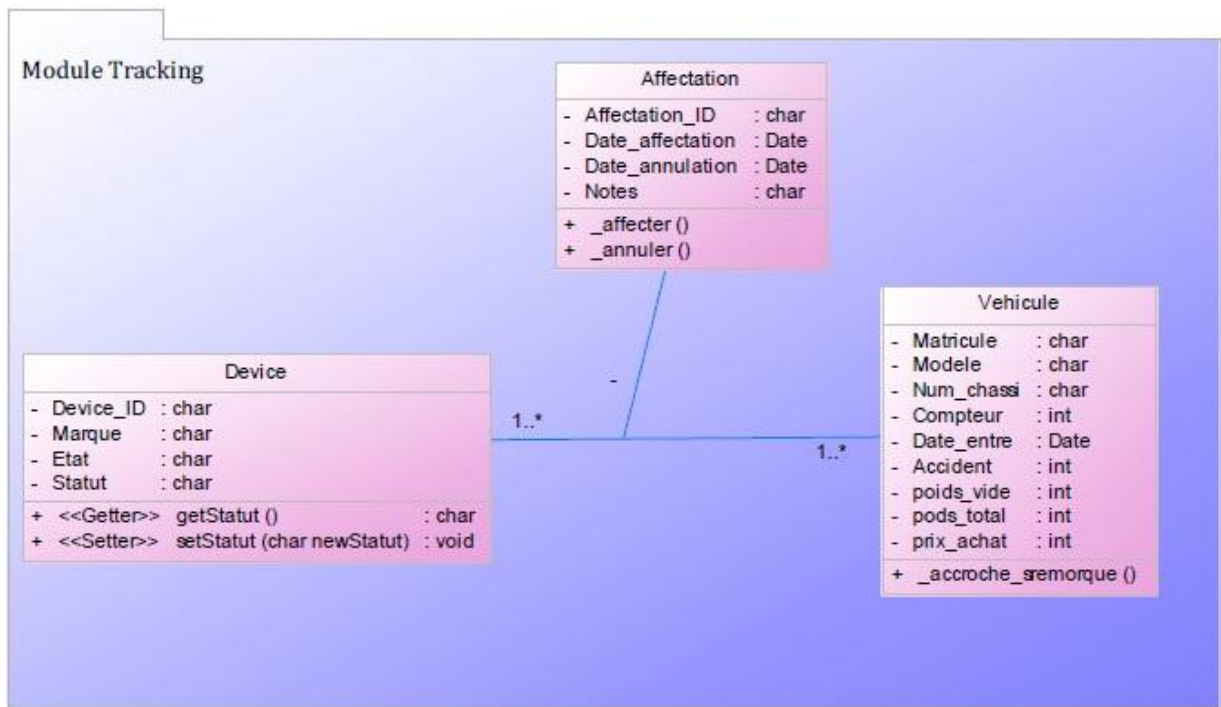 Module Tracking
Affectation
- Affectation_ID : char
- Date_affectation : Date
- Date_annulation : Date
- Notes : char
+ _affecter ()
+ _annuler ()
Vehicule
- Matricule : char
- Modele : char
- Num_chassi : char
- Compteur : int
- Date_entre : Date
- Accident : int
- poids_vide : int
- pods_total : int
- prix_achat : int
+ _accroche_sremorque ()
Device
- Device_ID : char
- Marque : char
- Etat : char
- Statut : char
+ <<Getter>> getStatut () : char
+ <<Setter>> setStatut (char newStatut) : void
-
1..*
1..*